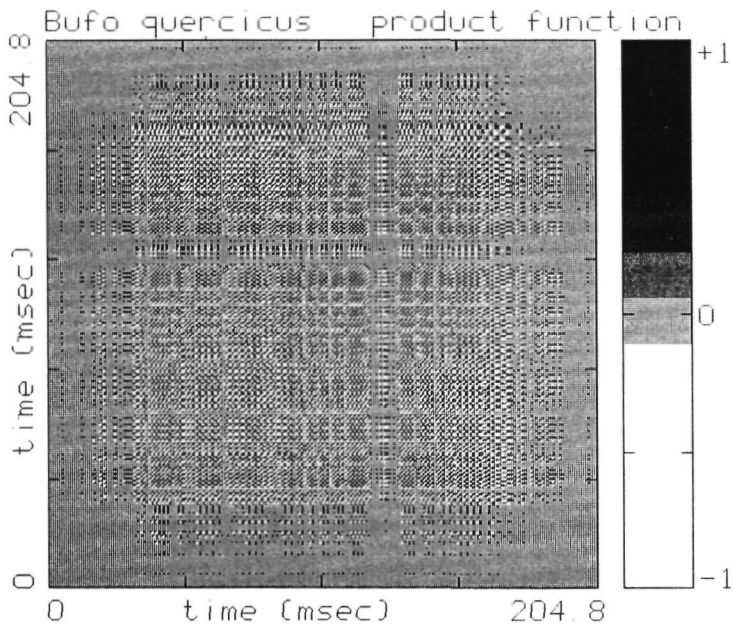 Bufo quercicus product function
204.8
+1
time (msec)
0
-1
0
0 time (msec) 204.8